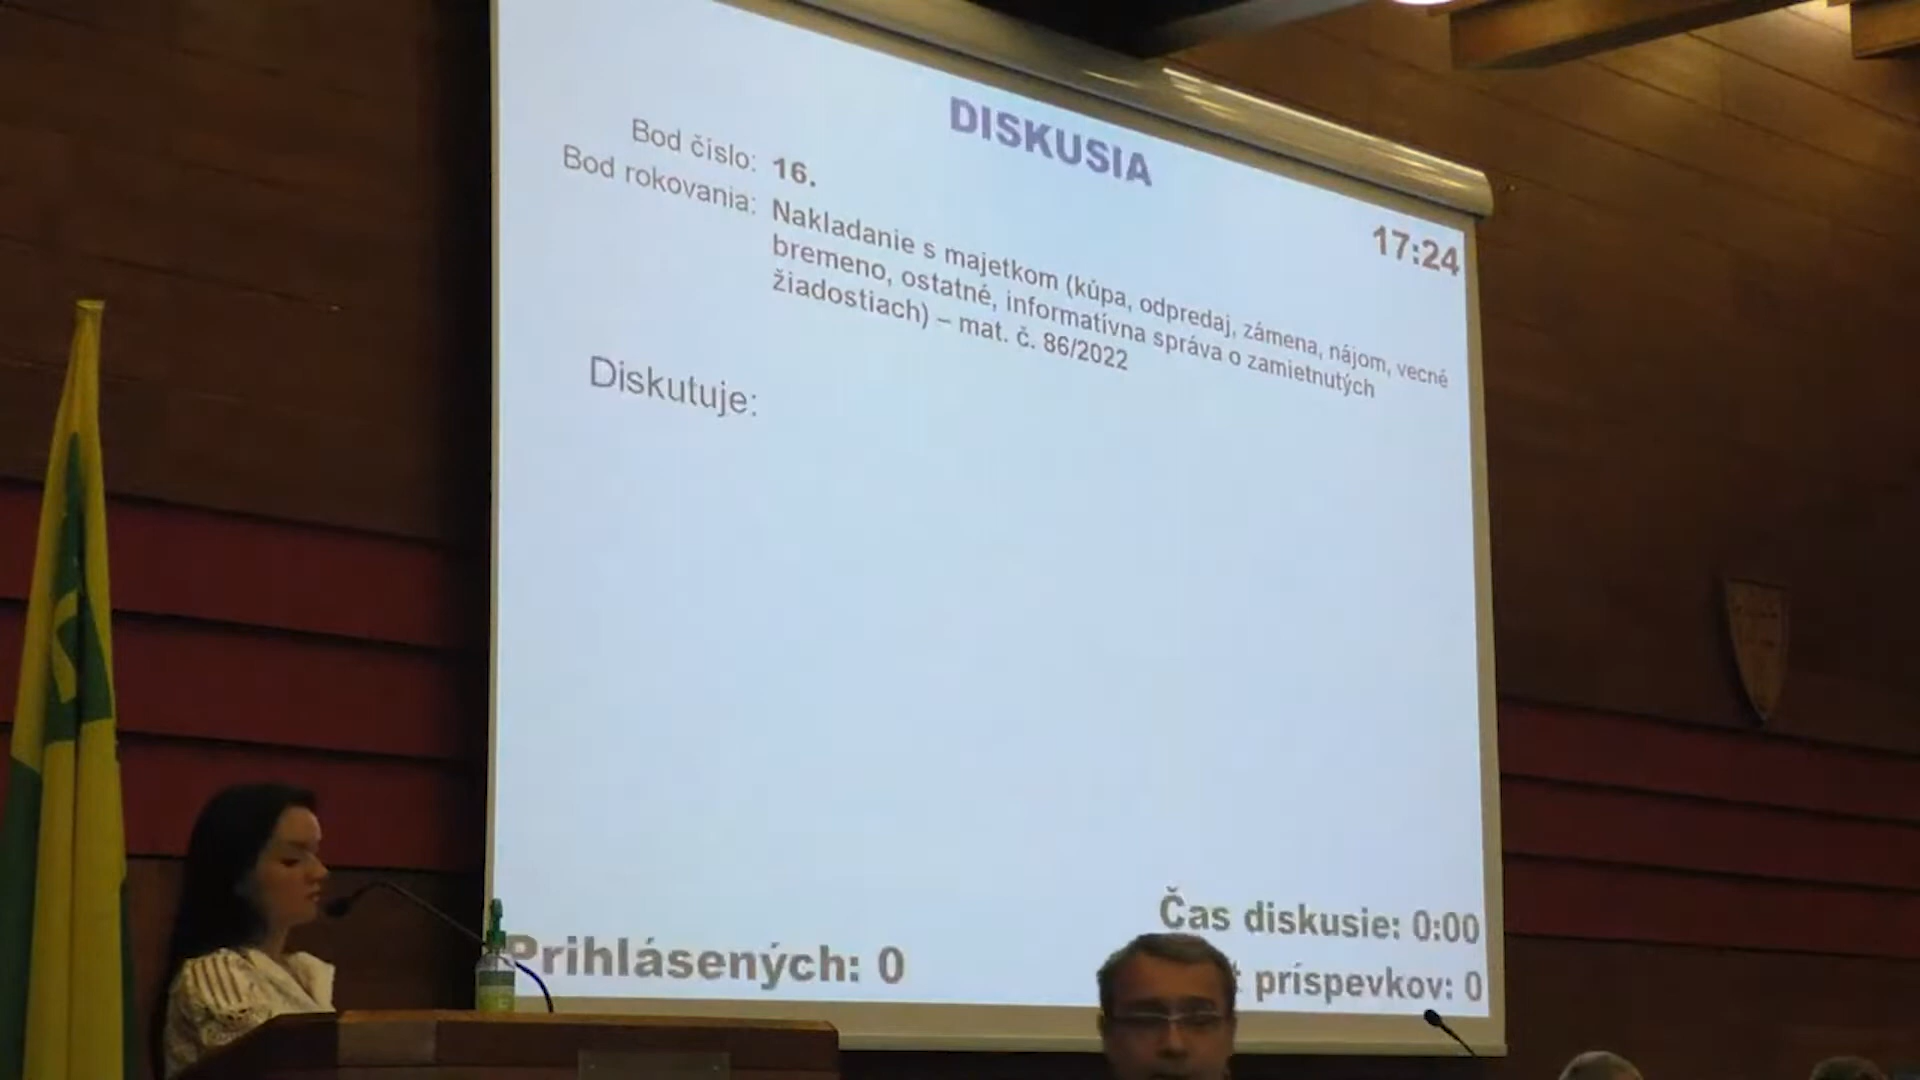 DISKUSIA
17:24
Bod číslo: 16.
Bod rokovania: Nakladanie s majetkom (kúpa, odpredaj, zámena, nájom, vecné
bremeno, ostatné, informatívna správa o zamietnutých
žiadostiach) – mat. č. 86/2022
Diskutuje:
Čas diskusie: 0:00
Prihlásených: 0
príspevkov: 0